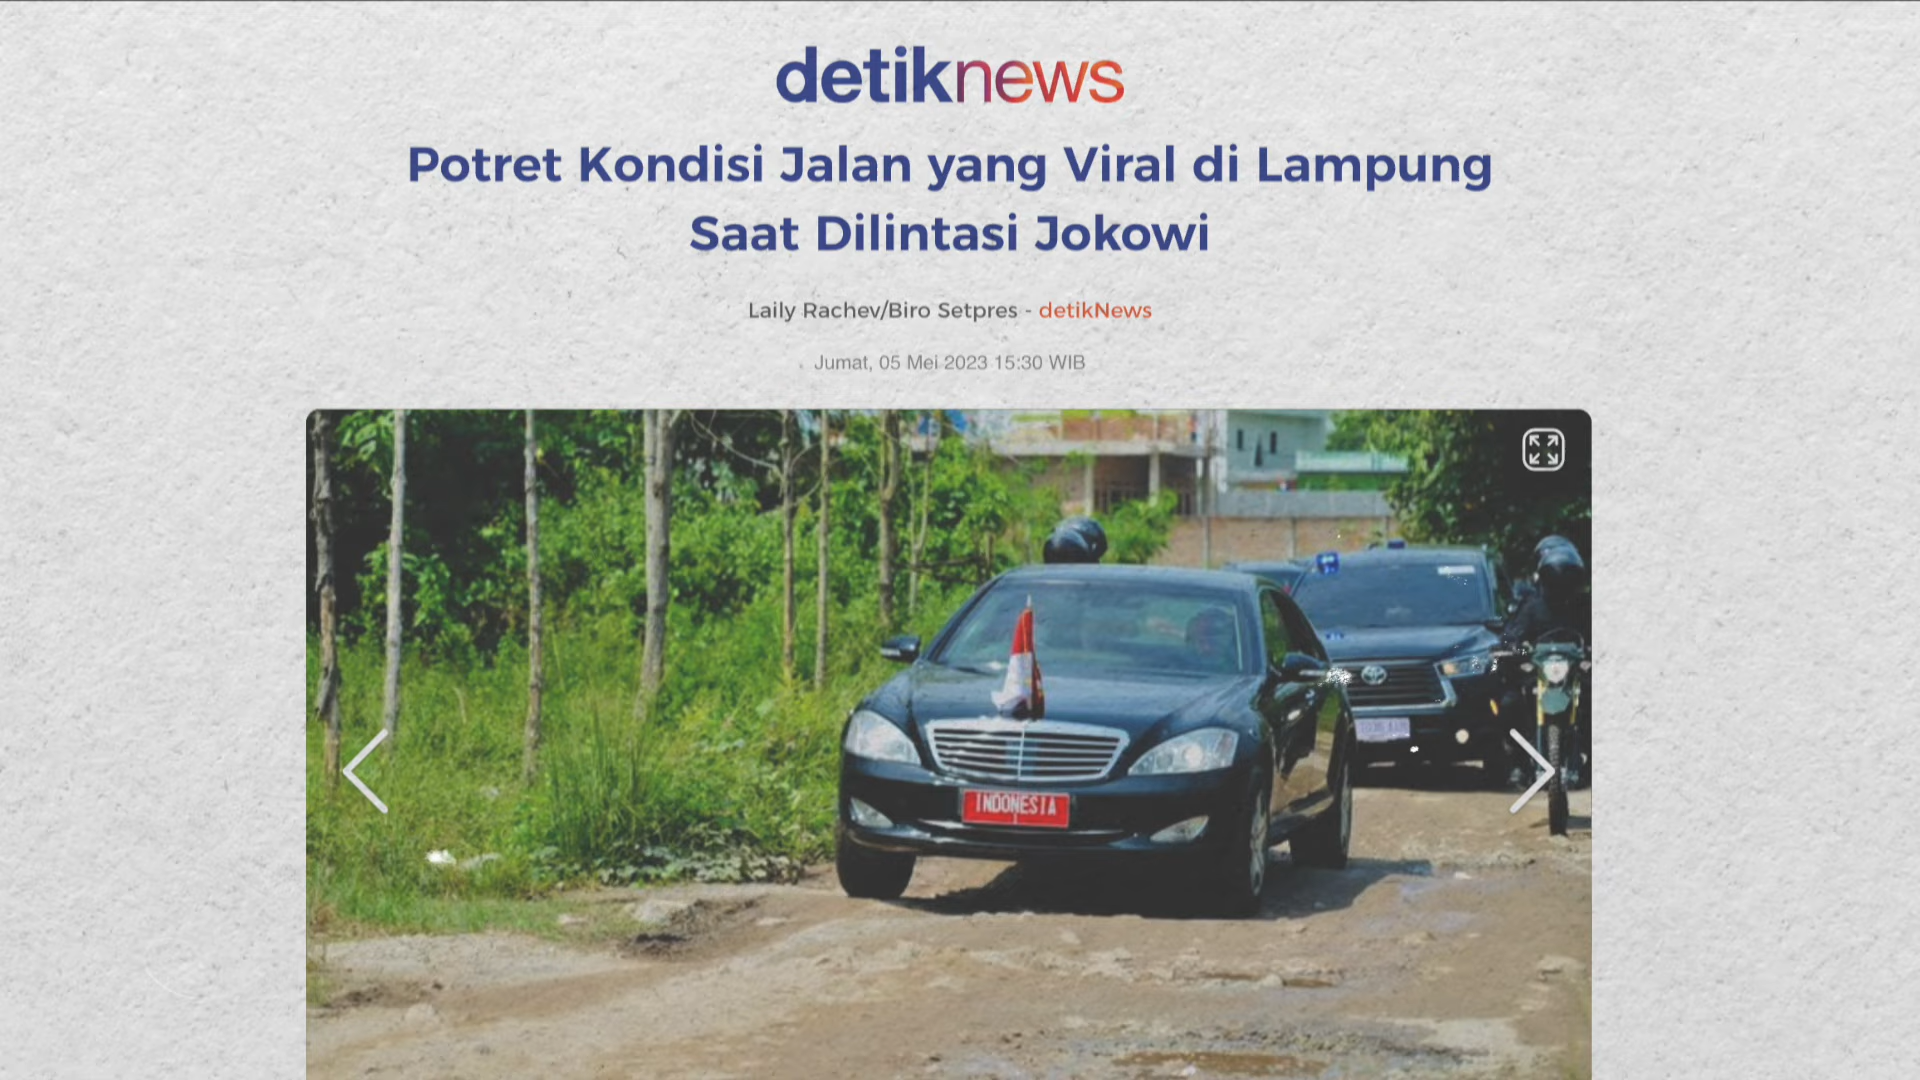 detiknews
Potret Kondisi Jalan yang Viral di Lampung
Saat Dilintasi Jokowi
Laily Rachev/Biro Setpres - detikNews
Jumat, 05 Mei 2023 15:30 WIB
INDONESIA